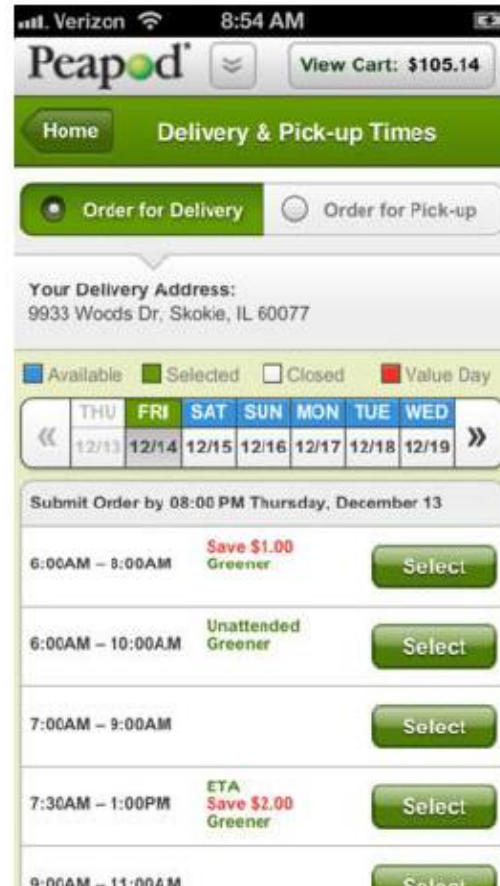 Verizon 8:54 AM
Peapod View Cart: $105.14
Home Delivery & Pick-up Times
Order for Delivery Order for Pick-up
Your Delivery Address:
9933 Woods Dr, Skokie, IL 60077
Available Selected Closed Value Day
« THU FRI SAT SUN MON TUE WED »
12/13 12/14 12/15 12/16 12/17 12/18 12/19
Submit Order by 08:00 PM Thursday, December 13
Save $1.00
6:00AM – 8:00AM Greener Select
Unattended
6:00AM – 10:00AM Greener Select
7:00AM – 9:00AM Select
ETA
7:30AM – 1:00PM Save $2.00 Select
Greener
9:00AM – 11:00AM Select